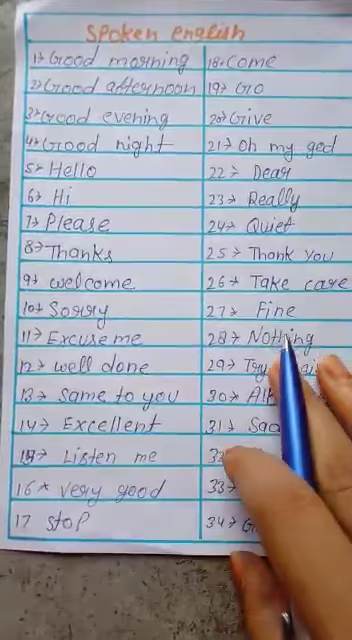 Spoken English
1→ Good morning
2→ Good afternoon
3→ Good evening
4→ Good night
5→ Hello
6→ Hi
7→ Please
8→ Thanks
9→ welcome
10→ Sorry
11→ Excuse me
12→ well done
13→ Same to you
14→ Excellent
15→ Listen me
16→ very good
17 Stop
18→ Come
19→ Go
20→ Give
21→ Oh my god
22→ Dear
23→ Really
24→ Quiet
25→ Thank you
26→ Take care
27→ Fine
28→ Nothing
29→ Try
30→
31→
33→
34→